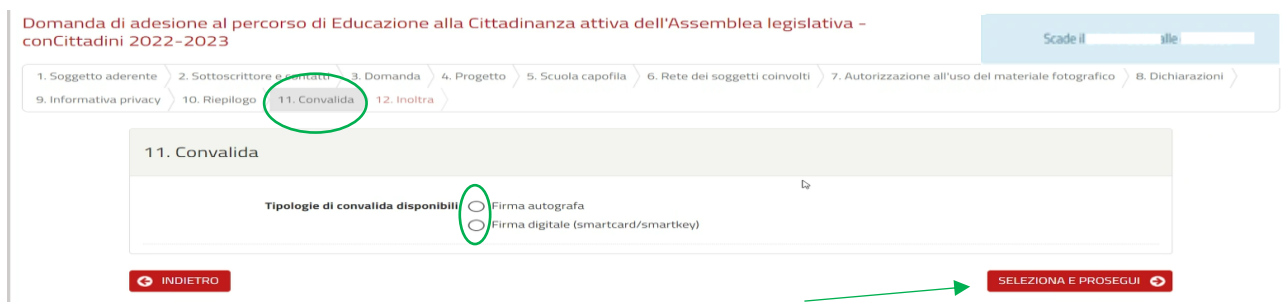 Domanda di adesione al percorso di Educazione alla Cittadinanza attiva dell'Assemblea legislativa -
conCittadini 2022-2023
Scade il alle
1. Soggetto aderente 2. Sottoscrittore e contatti 3. Domanda 4. Progetto 5. Scuola capofila 6. Rete dei soggetti coinvolti 7. Autorizzazione all'uso del materiale fotografico 8. Dichiarazioni
9. Informativa privacy 10. Riepilogo 11. Convalida 12. Inoltra
11. Convalida
Tipologie di convalida disponibili Firma autografa
Firma digitale (smartcard/smartkey)
INDIETRO SELEZIONA E PROSEGUI